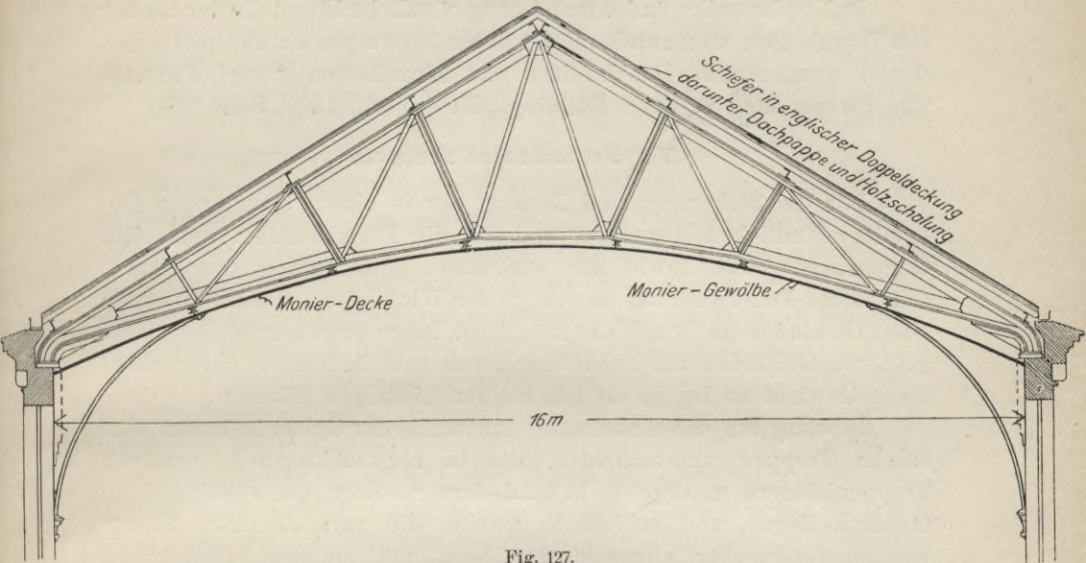 Schiefer in englischer Doppeldeckung
darunter Dachpappe und Holzschalung
Monier-Decke
Monier-Gewölbe
16m
Fig. 127.